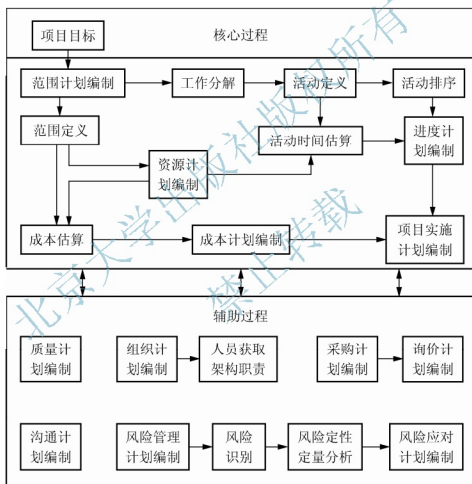 核心过程
项目目标
范围计划编制
工作分解
活动定义
活动排序
范围定义
活动时间估算
进度计
划编制
资源计
划编制
成本估算
成本计划编制
项目实施
计划编制
辅助过程
质量计
划编制
组织计
划编制
人员获取
架构职责
采购计
划编制
询价计
划编制
沟通计
划编制
风险管理
计划编制
风险
识别
风险定性
定量分析
风险应对
计划编制
北京大学出版社版权所有
禁止转载